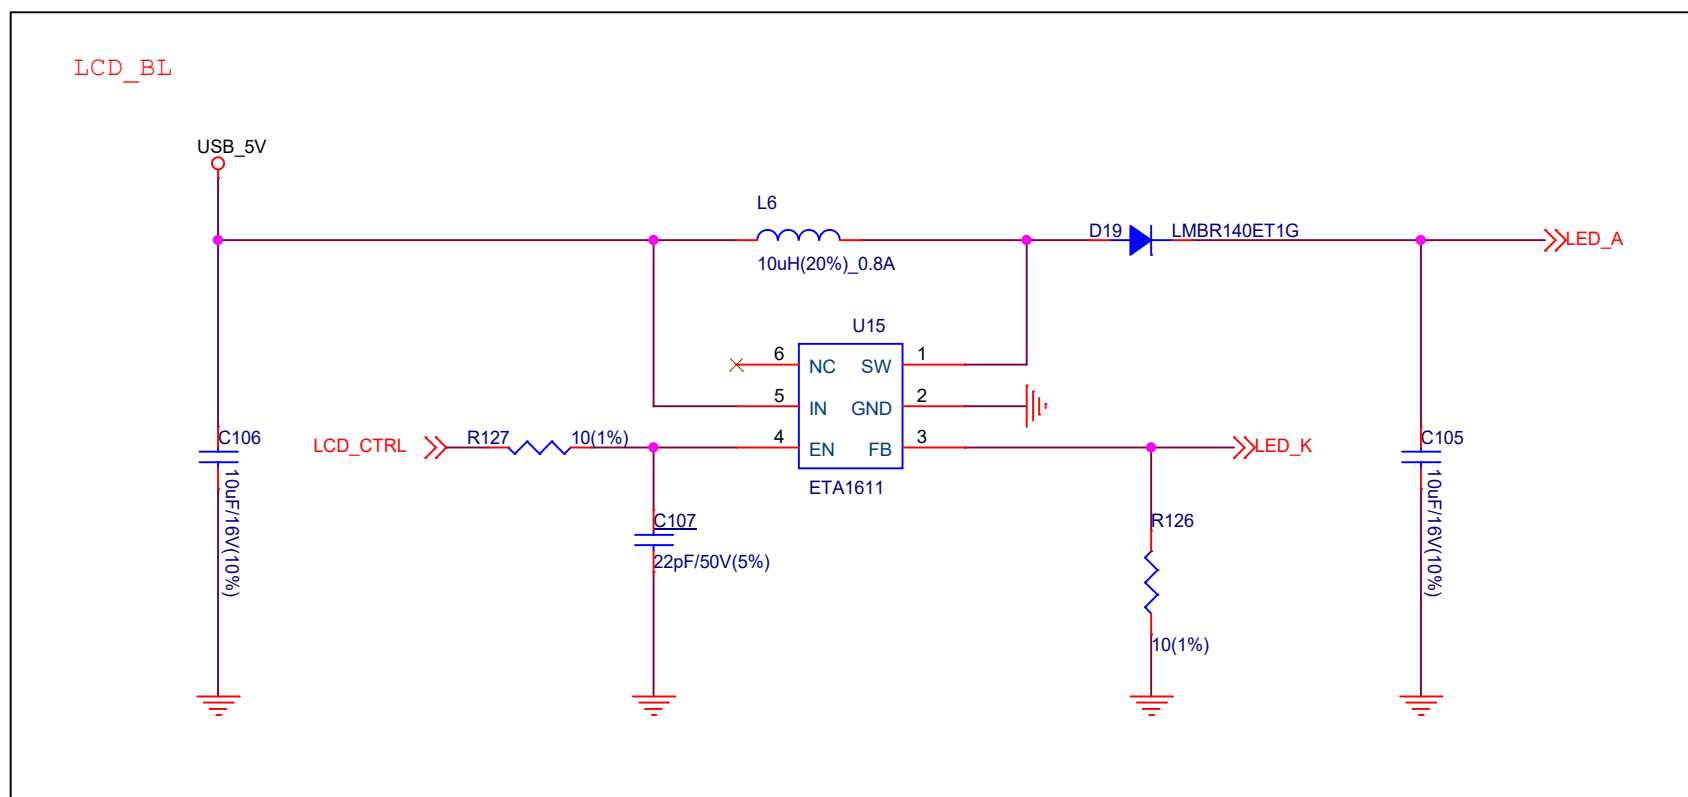 LCD_BL
USB_5V
L6
10uH(20%)_0.8A
D19
LMBR140ET1G
LED_A
U15
6 NC SW 1
5 IN GND 2
4 EN FB 3
ETA1611
LCD_CTRL
R127
10(1%)
LED_K
C106
10uF/16V(10%)
C107
22pF/50V(5%)
R126
10(1%)
C105
10uF/16V(10%)